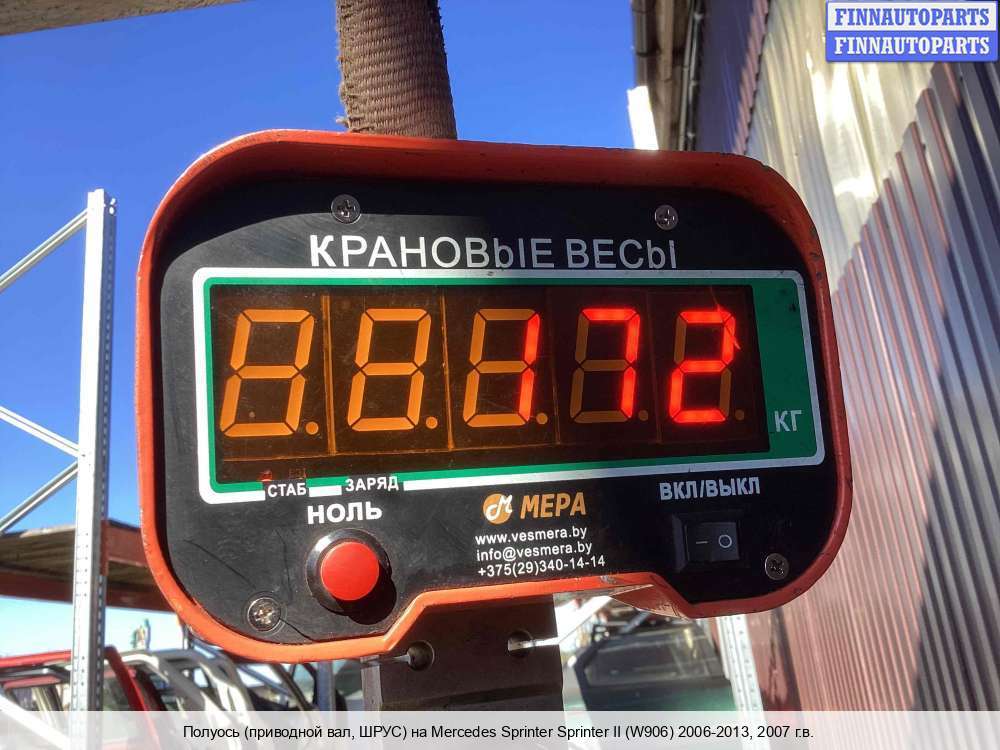 FINNAUTOPARTS
FINNAUTOPARTS
КРАНОВЫЕ ВЕСЫ
172
КГ
СТАБ ЗАРЯД
НОЛЬ
МЕРА
ВКЛ/ВЫКЛ
www.vesmera.by
info@vesmera.by
+375(29)340-14-14
Полуось (приводной вал, ШРУС) на Mercedes Sprinter Sprinter II (W906) 2006-2013, 2007 г.в.